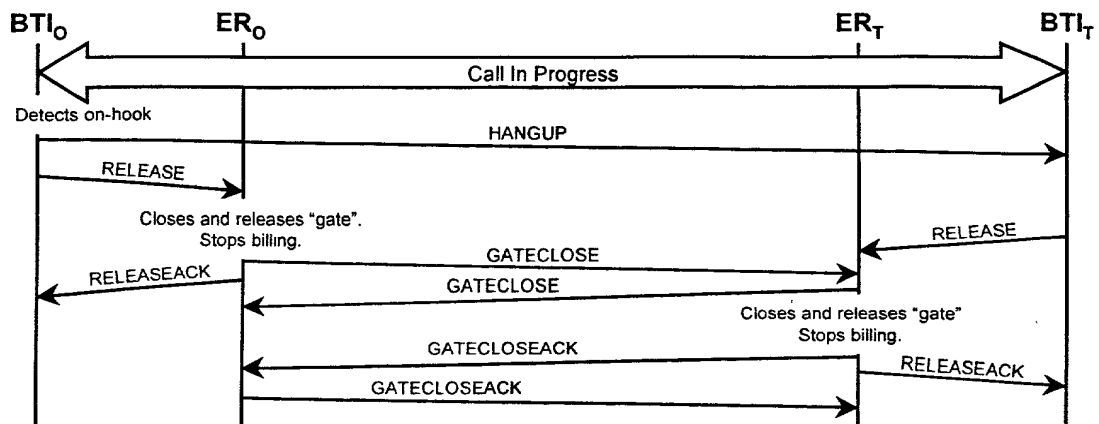 BTIO ERO ERT BTIT
Call In Progress
Detects on-hook
HANGUP
RELEASE
Closes and releases "gate".
Stops billing.
RELEASE
GATECLOSE
RELEASEACK
GATECLOSE
Closes and releases "gate"
Stops billing.
GATECLOSEACK
RELEASEACK
GATECLOSEACK